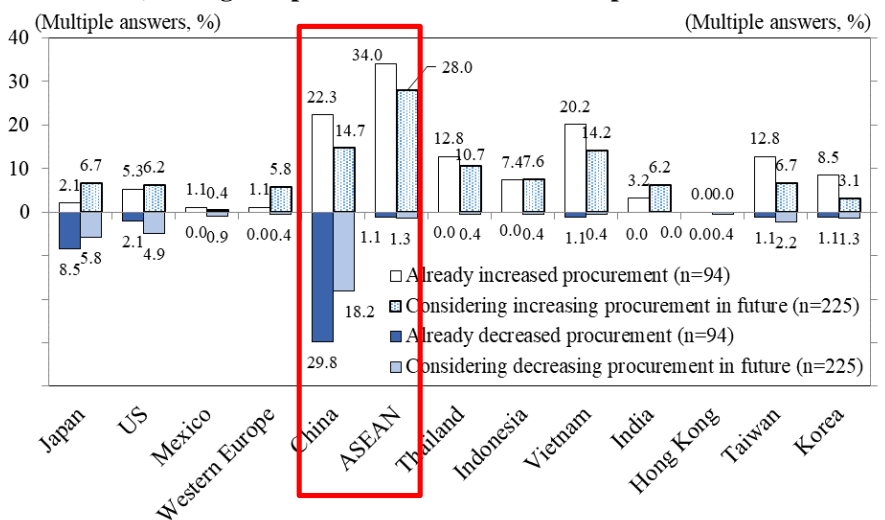 (Multiple answers, %)
(Multiple answers, %)
40
30
20
10
0
2.1 6.7
8.5 5.8
5.3 6.2
2.1 4.9
1.1 0.4
0.0 0.9
1.1 5.8
0.0 0.4
22.3 14.7
29.8 18.2
34.0 28.0
1.1 1.3
12.8 10.7
0.0 0.4
7.4 7.6
0.0 0.4
20.2 14.2
1.1 0.4
3.2 6.2
0.0 0.0
0.0 0.0
0.0 0.4
12.8 6.7
1.1 2.2
8.5 3.1
1.1 1.3
Already increased procurement (n=94)
Considering increasing procurement in future (n=225)
Already decreased procurement (n=94)
Considering decreasing procurement in future (n=225)
Japan
US
Mexico
Western Europe
China
ASEAN
Thailand
Indonesia
Vietnam
India
Hong Kong
Taiwan
Korea